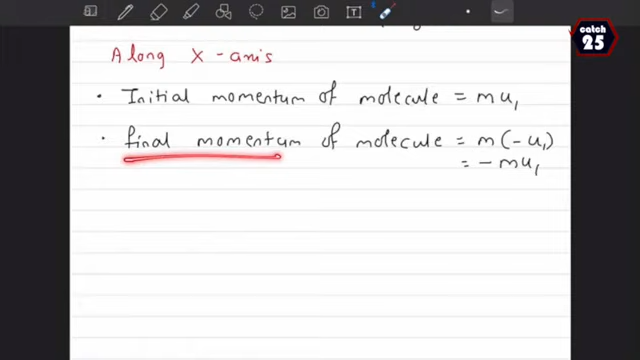 catch
25
Along X-axis
• Initial momentum of molecule = mu₁
• final momentum of molecule = m(-u₁)
= -mu₁